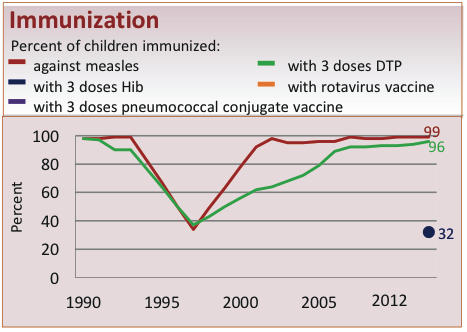 Immunization
Percent of children immunized:
against measles
with 3 doses DTP
with 3 doses Hib
with rotavirus vaccine
with 3 doses pneumococcal conjugate vaccine
Percent
100
80
60
40
20
0
99
96
32
1990 1995 2000 2005 2012